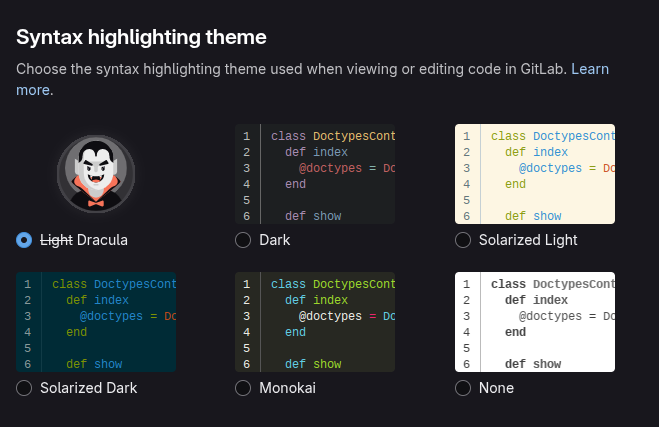 Syntax highlighting theme
Choose the syntax highlighting theme used when viewing or editing code in GitLab. Learn
more.
Light Dracula
1 class DoctypesCont
2 def index
3 @doctypes = Do
4 end
5
6 def show
Dark
1 class DoctypesCont
2 def index
3 @doctypes = Do
4 end
5
6 def show
Solarized Light
1 class DoctypesCont
2 def index
3 @doctypes = Do
4 end
5
6 def show
Solarized Dark
1 class DoctypesCont
2 def index
3 @doctypes = Do
4 end
5
6 def show
Monokai
1 class DoctypesCont
2 def index
3 @doctypes = Do
4 end
5
6 def show
None